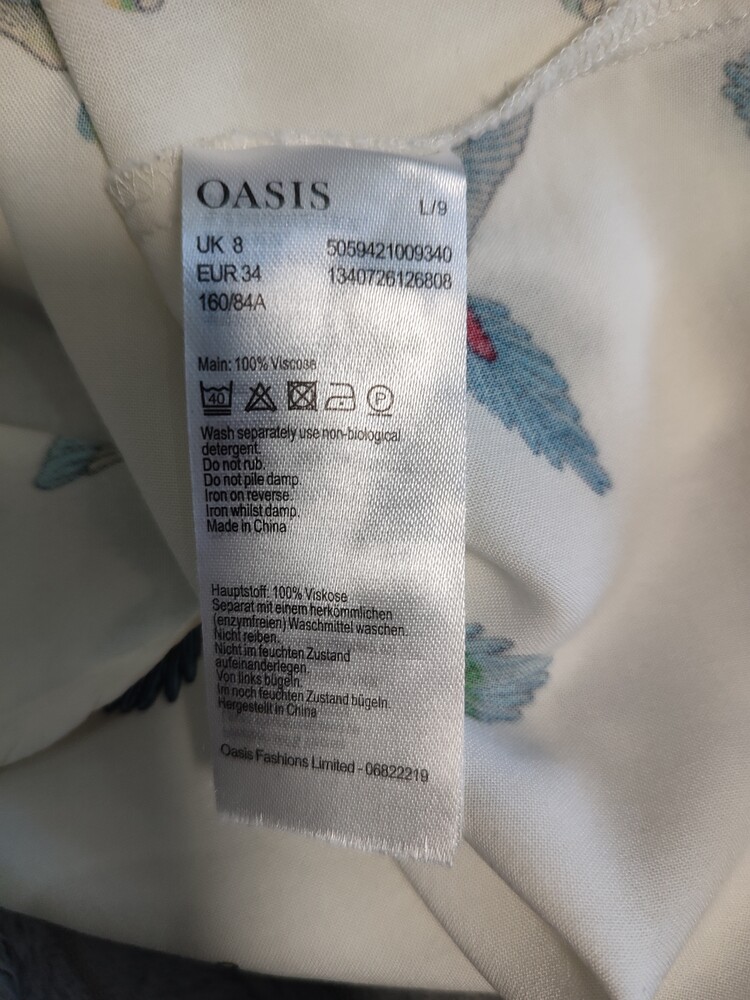 OASIS
L/9
UK 8 5059421009340
EUR 34 1340726126808
160/84A
Main: 100% Viscose
40 P
Wash separately use non-biological
detergent.
Do not rub.
Do not pile damp.
Iron on reverse.
Iron whilst damp.
Made in China
Hauptstoff: 100% Viskose
Separat mit einem herkömmlichen
(enzymfreien) Waschmittel waschen.
Nicht reiben.
Nicht im feuchten Zustand
aufeinanderlegen.
Von links bügeln.
Im noch feuchten Zustand bügeln.
Hergestellt in China
Oasis Fashions Limited - 06822219